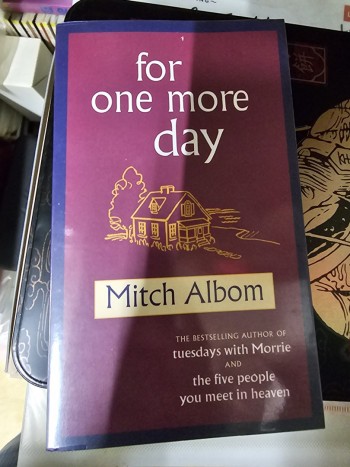 for
one more
day
Mitch Albom
THE BESTSELLING AUTHOR OF
tuesdays with Morrie
AND
the five people
you meet in heaven